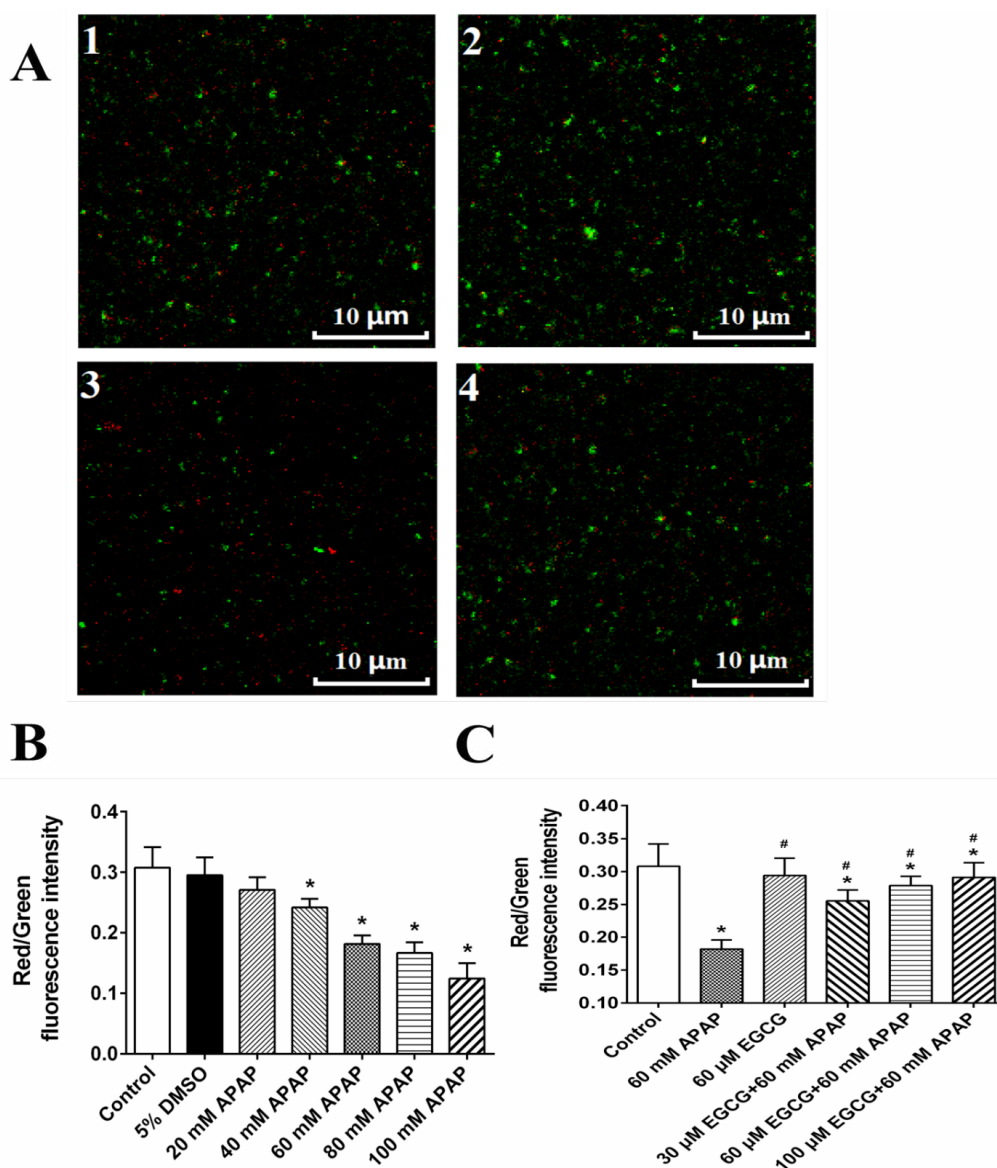 A
1
2
10 μm
10 μm
3
4
10 μm
10 μm
B
C
Red/Green
fluorescence intensity
0.4
0.3
0.2
0.1
0.0
*
*
*
*
Control
5% DMSO
20 mM APAP
40 mM APAP
60 mM APAP
80 mM APAP
100 mM APAP
Red/Green
fluorescence intensity
0.40
0.35
0.30
0.25
0.20
0.15
0.10
*
#
#
*
#
*
#
*
Control
60 mM APAP
60 μM EGCG
30 μM EGCG+60 mM APAP
60 μM EGCG+60 mM APAP
100 μM EGCG+60 mM APAP